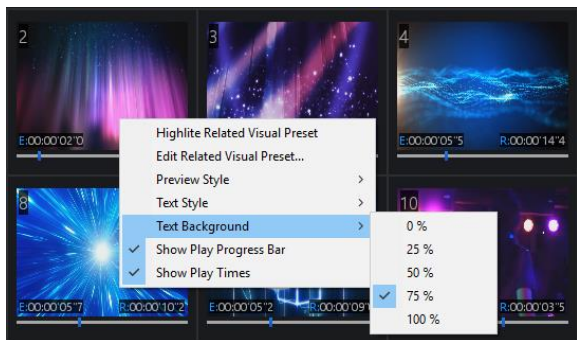 2
3
4
E:00:00'02"0
E:00:00'05"5
R:00:00'14"4
Highlite Related Visual Preset
Edit Related Visual Preset...
Preview Style
Text Style
Text Background
Show Play Progress Bar
Show Play Times
0 %
25 %
50 %
75 %
100 %
8
10
E:00:00'05"7
R:00:00'10"2
E:00:00'05"2
R:00:00'09
R:00:00'03"5